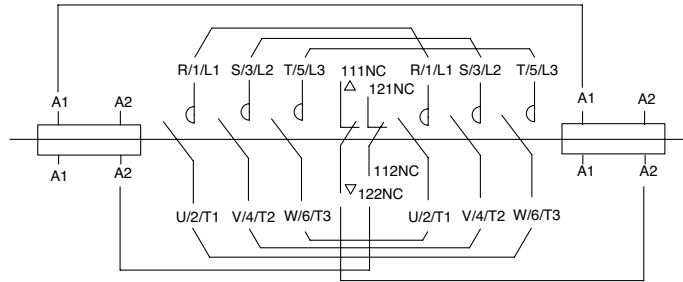 R/1/L1 S/3/L2 T/5/L3 111NC R/1/L1 S/3/L2 T/5/L3
121NC
A1 A2 A1 A2
A1 A2 112NC A1 A2
122NC
U/2/T1 V/4/T2 W/6/T3 U/2/T1 V/4/T2 W/6/T3